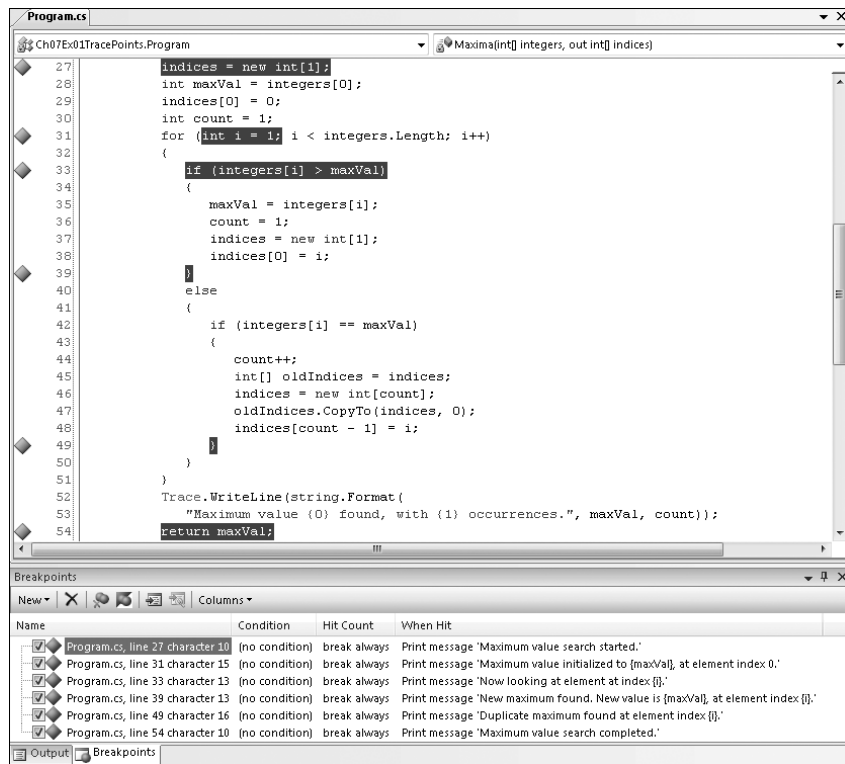 Program.cs
Ch07Ex01TracePoints.Program Maxima(int[] integers, out int[] indices)
27 indices = new int[1];
28 int maxVal = integers[0];
29 indices[0] = 0;
30 int count = 1;
31 for (int i = 1; i < integers.Length; i++)
32 {
33 if (integers[i] > maxVal)
34 {
35 maxVal = integers[i];
36 count = 1;
37 indices = new int[1];
38 indices[0] = i;
39 }
40 else
41 {
42 if (integers[i] == maxVal)
43 {
44 count++;
45 int[] oldIndices = indices;
46 indices = new int[count];
47 oldIndices.CopyTo(indices, 0);
48 indices[count - 1] = i;
49 }
50 }
51 }
52 Trace.WriteLine(string.Format(
53 "Maximum value {0} found, with {1} occurrences.", maxVal, count));
54 return maxVal;
Breakpoints
New Columns
Name Condition Hit Count When Hit
Program.cs, line 27 character 10 (no condition) break always Print message 'Maximum value search started.'
Program.cs, line 31 character 15 (no condition) break always Print message 'Maximum value initialized to {maxVal}, at element index 0.'
Program.cs, line 33 character 13 (no condition) break always Print message 'Now looking at element at index {i}.'
Program.cs, line 39 character 13 (no condition) break always Print message 'New maximum found. New value is {maxVal}, at element index {i}.'
Program.cs, line 49 character 16 (no condition) break always Print message 'Duplicate maximum found at element index {i}.'
Program.cs, line 54 character 10 (no condition) break always Print message 'Maximum value search completed.'
Output Breakpoints